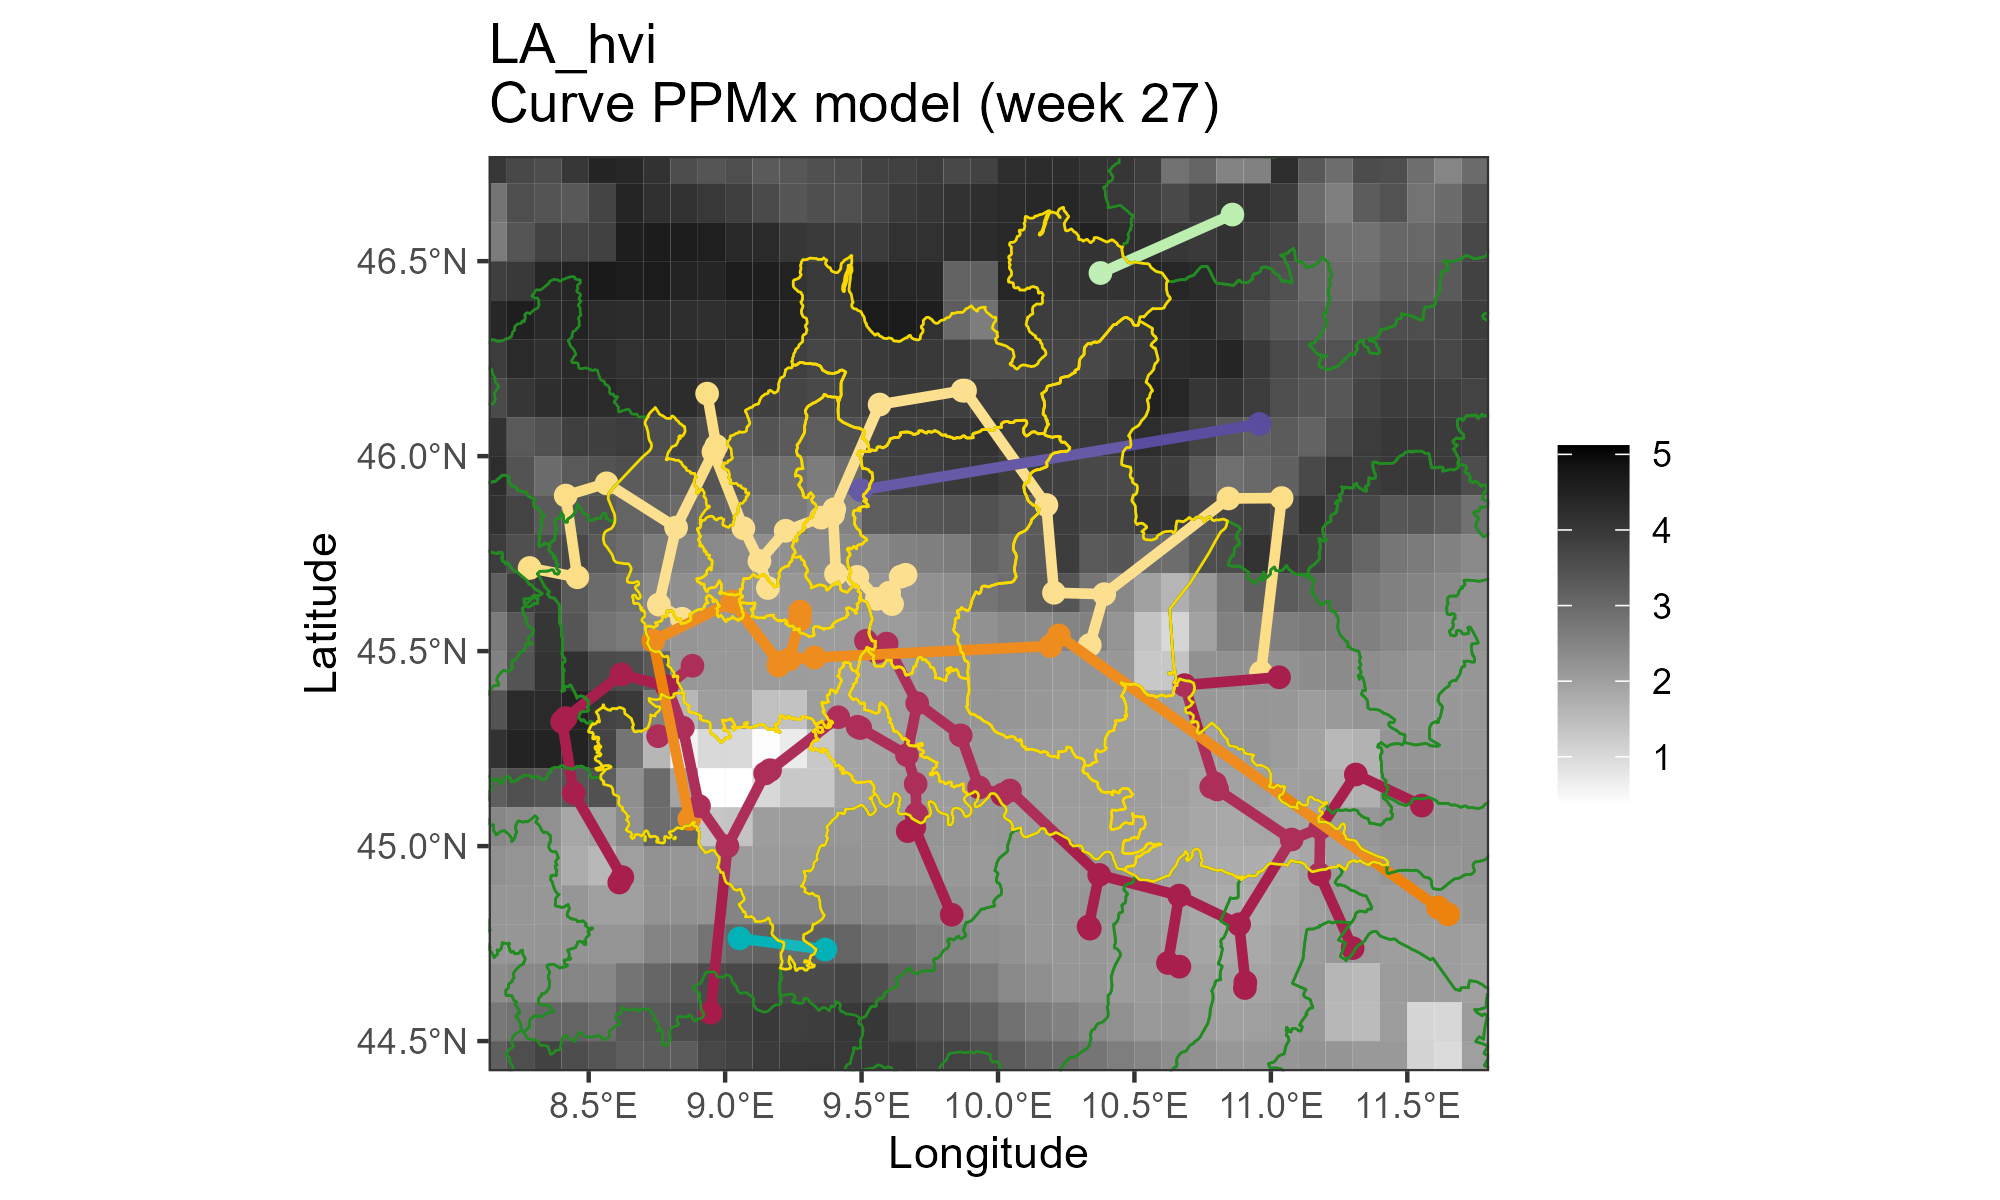 LA_hvi
Curve PPMx model (week 27)
46.5°N
46.0°N
45.5°N
45.0°N
44.5°N
Latitude
8.5°E 9.0°E 9.5°E 10.0°E 10.5°E 11.0°E 11.5°E
Longitude
5
4
3
2
1